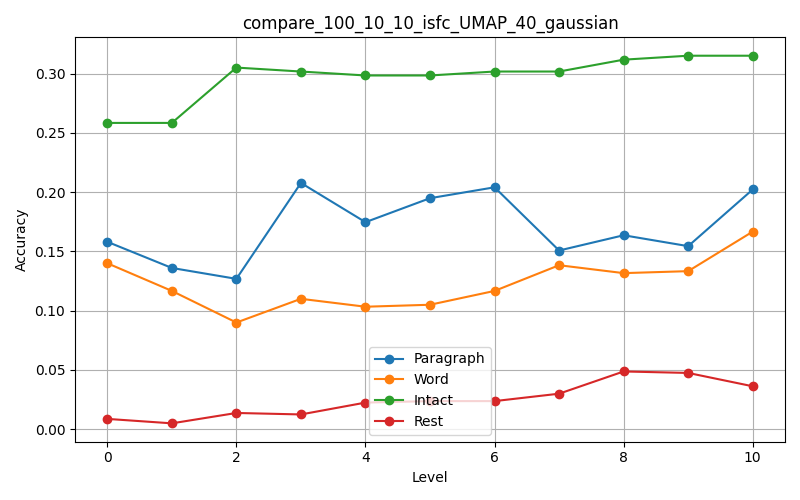 compare_100_10_10_isfc_UMAP_40_gaussian
Accuracy
0.30
0.25
0.20
0.15
0.10
0.05
0.00
Paragraph
Word
Intact
Rest
0 2 4 6 8 10
Level